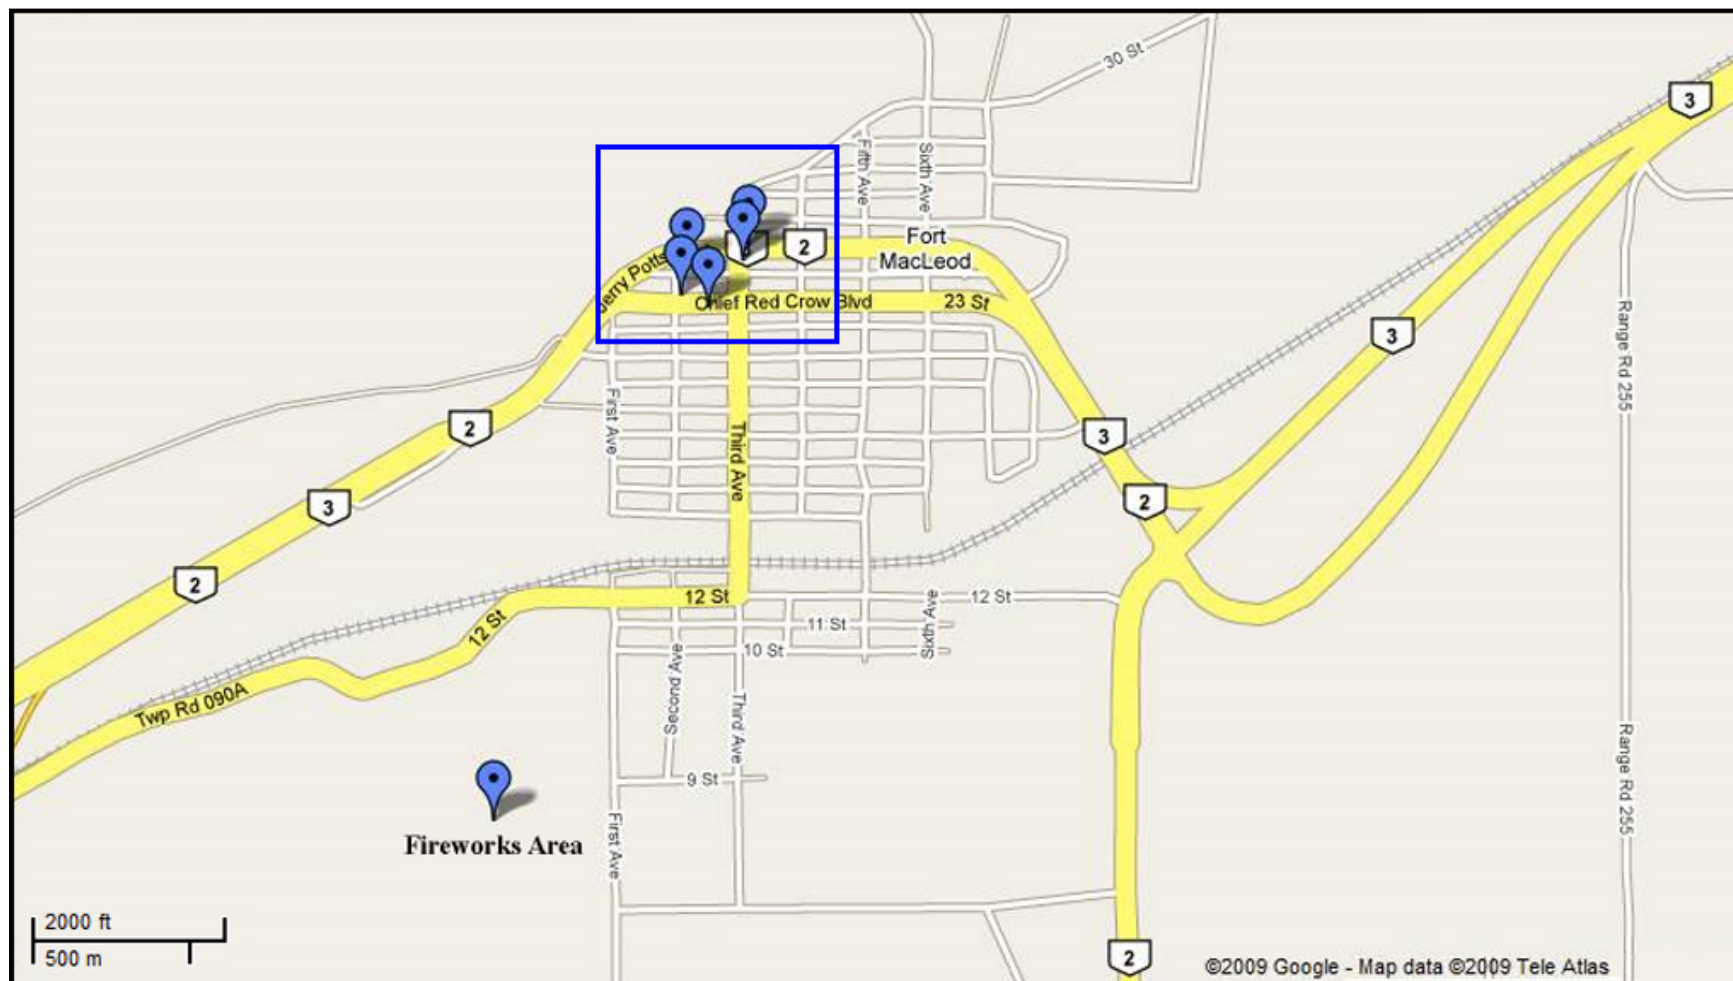 30 St
3
Fifth Ave
Sixth Ave
2
Fort
MacLeod
Jerry Potts
Chief Red Crow Blvd
23 St
3
Range Rd 255
First Ave
2
Third Ave
3
3
2
2
12 St
12 St
12 St
11 St
10 St
Sixth Ave
Second Ave
Third Ave
Twp Rd 090A
9 St
Range Rd 255
First Ave
Fireworks Area
2000 ft
500 m
2
©2009 Google - Map data ©2009 Tele Atlas